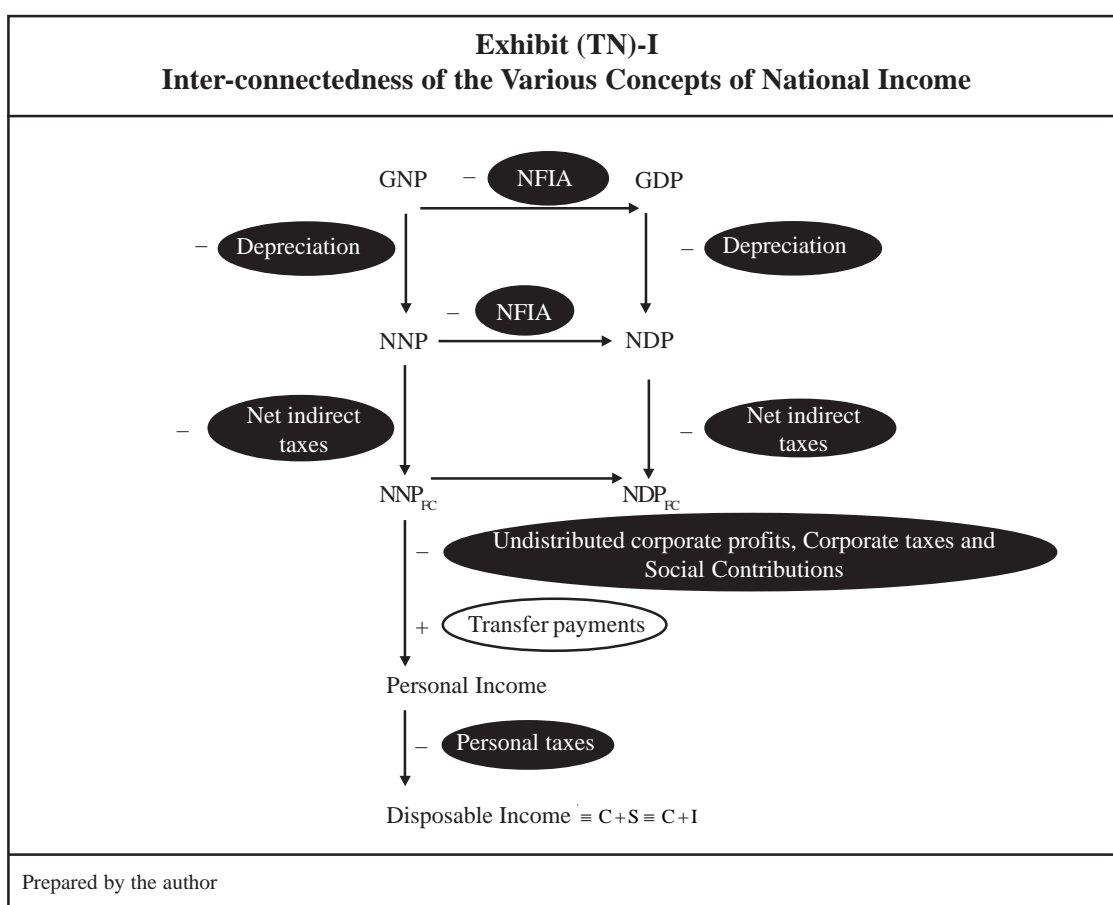 Exhibit (TN)-I
Inter-connectedness of the Various Concepts of National Income
GNP – NFIA GDP
– Depreciation – Depreciation
– NFIA
NNP NDP
– Net indirect taxes – Net indirect taxes
NNP_FC NDP_FC
– Undistributed corporate profits, Corporate taxes and
Social Contributions
+ Transfer payments
Personal Income
– Personal taxes
Disposable Income ≡ C+S ≡ C+I
Prepared by the author